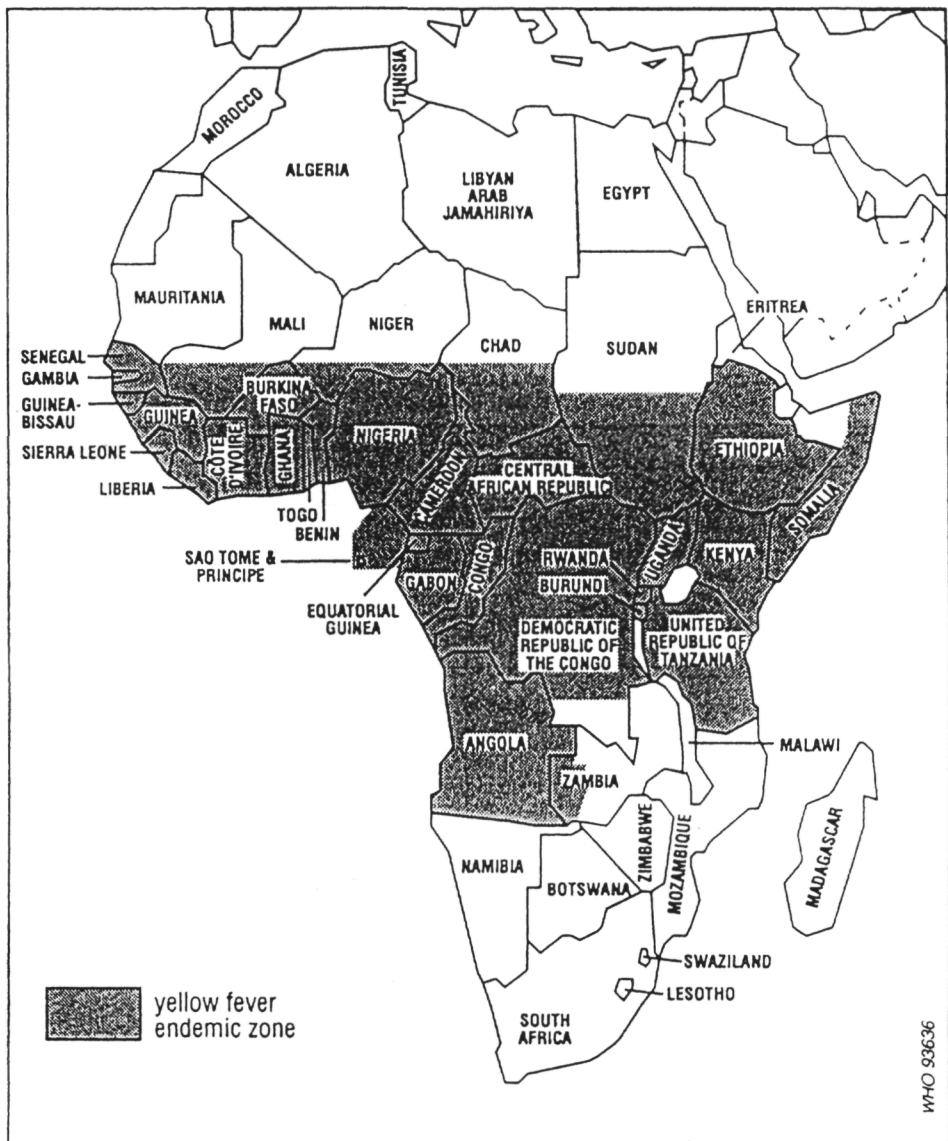 TUNISIA
MOROCCO
ALGERIA
LIBYAN
ARAB
JAMAHIRIYA
EGYPT
MAURITANIA
MALI
NIGER
CHAD
SUDAN
ERITREA
SENEGAL
GAMBIA
GUINEA-
BISSAU
SIERRA LEONE
LIBERIA
GUINEA
CÔTE
D'IVOIRE
BURKINA
FASO
GHANA
TOGO
BENIN
NIGERIA
CAMEROON
CENTRAL
AFRICAN REPUBLIC
ETHIOPIA
SOMALIA
SAO TOME &
PRINCIPE
EQUATORIAL
GUINEA
GABON
CONGO
RWANDA
BURUNDI
UGANDA
KENYA
DEMOCRATIC
REPUBLIC OF
THE CONGO
UNITED
REPUBLIC OF
TANZANIA
ANGOLA
ZAMBIA
MALAWI
NAMIBIA
BOTSWANA
ZIMBABWE
MOZAMBIQUE
MADAGASCAR
SWAZILAND
LESOTHO
SOUTH
AFRICA
yellow fever
endemic zone
WHO 93636